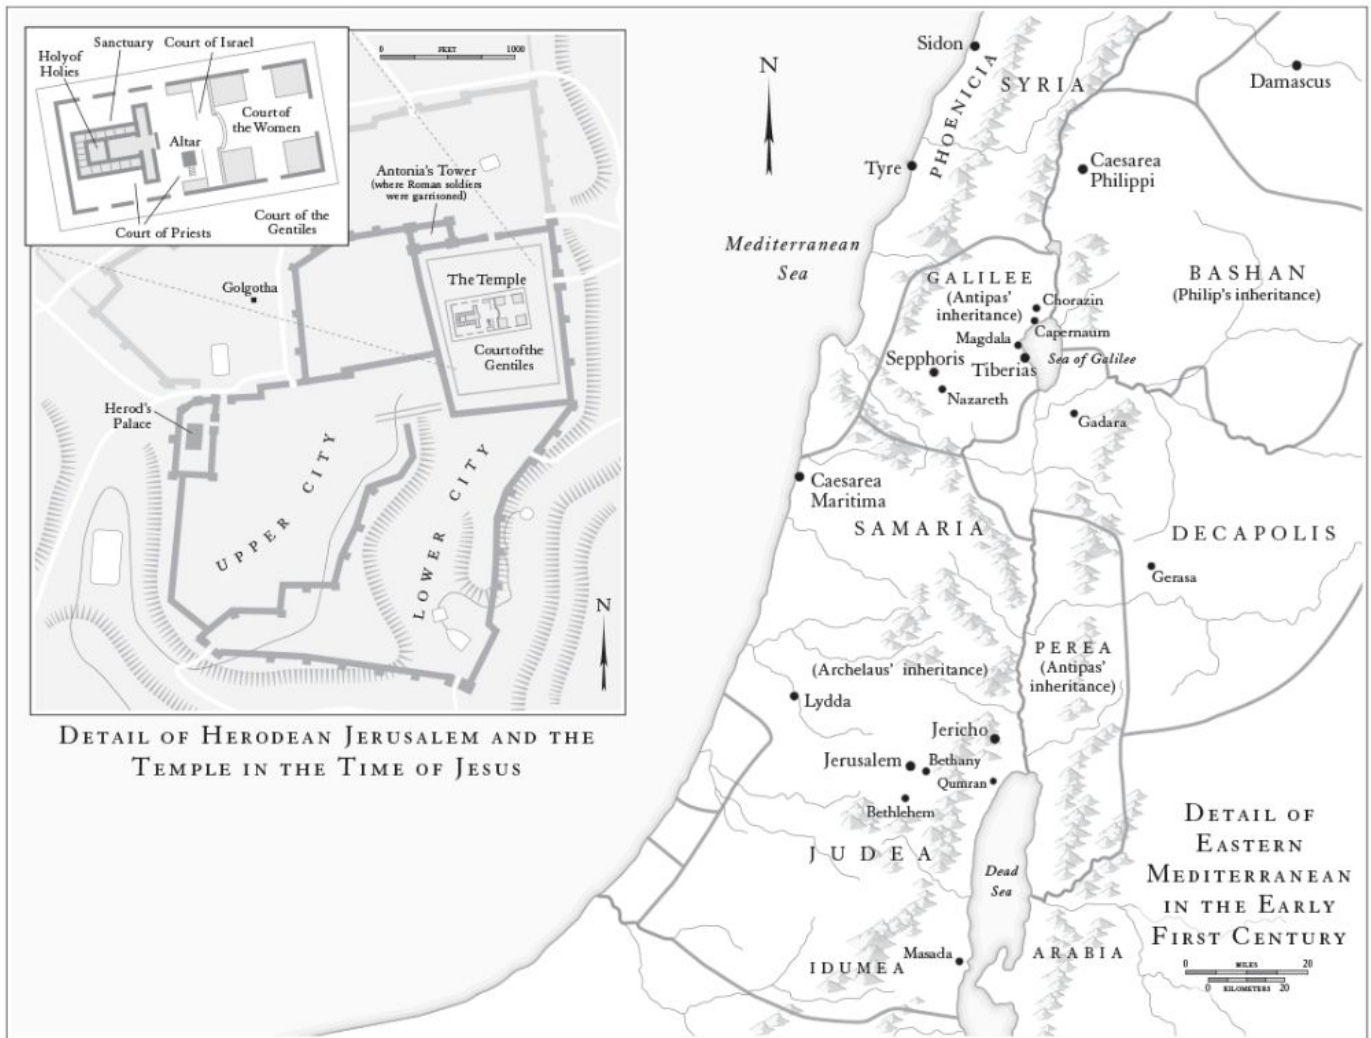 Sanctuary
Court of Israel
Holy of
Holies
Court of
the Women
Altar
Court of Priests
Court of the
Gentiles
0 FEET 1000
Antonia's Tower
(where Roman soldiers
were garrisoned)
Golgotha
The Temple
Court of the
Gentiles
Herod's
Palace
UPPER CITY
LOWER CITY
N
DETAIL OF HERODEAN JERUSALEM AND THE
TEMPLE IN THE TIME OF JESUS
N
Sidon
PHOENICIA
SYRIA
Damascus
Tyre
Caesarea
Philippi
Mediterranean
Sea
GALILEE
(Antipas'
inheritance)
BASHAN
(Philip's inheritance)
Chorazin
Capernaum
Magdala
Sea of Galilee
Sepphoris
Tiberias
Nazareth
Gadara
Caesarea
Maritima
SAMARIA
DECAPOLIS
Gerasa
PEREA
(Antipas'
inheritance)
(Archelaus' inheritance)
Lydda
Jericho
Jerusalem
Bethany
Qumran
Bethlehem
JUDEA
Dead
Sea
Masada
IDUMEA
ARABIA
DETAIL OF
EASTERN
MEDITERRANEAN
IN THE EARLY
FIRST CENTURY
0 MILES 20
0 KILOMETERS 20